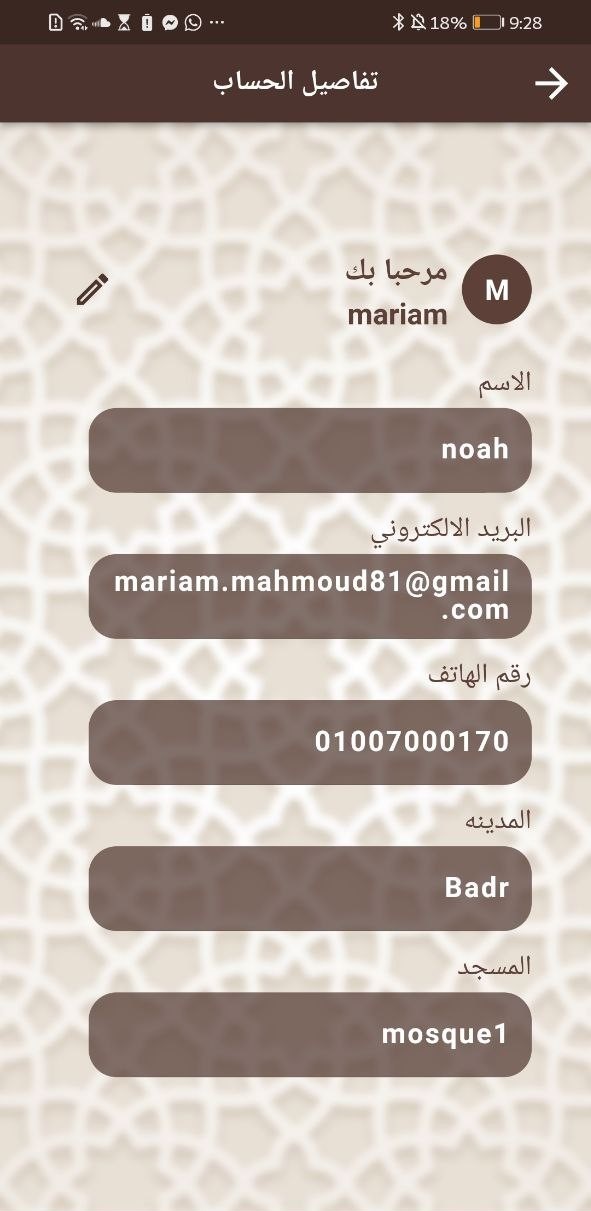 18% 9:28
تفاصيل الحساب
M
مرحبا بك
mariam
الاسم
noah
البريد الالكتروني
mariam.mahmoud81@gmail
.com
رقم الهاتف
01007000170
المدينه
Badr
المسجد
mosque1